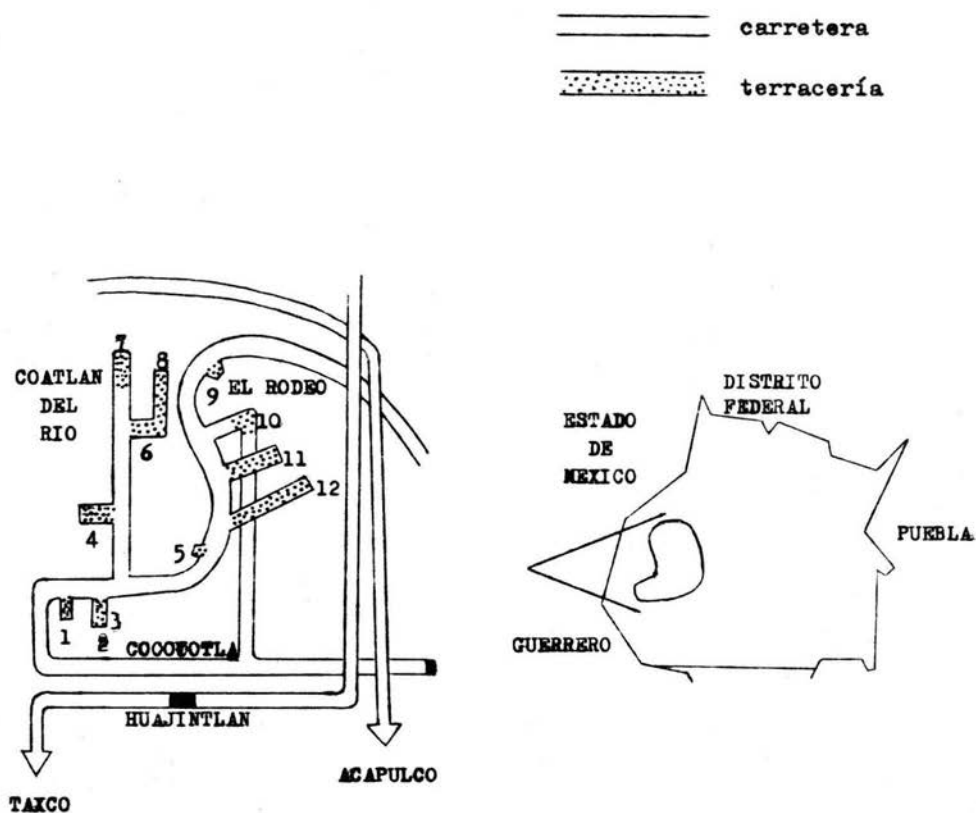 carretera
terracería
7
8
COATLAN
DEL
RIO
9
EL RODEO
10
6
11
12
4
5
1
3
2
COCOYOTLA
HUAJINTLAN
ACAPULCO
TAXCO
DISTRITO
FEDERAL
ESTADO
DE
MEXICO
PUEBLA
GUERRERO